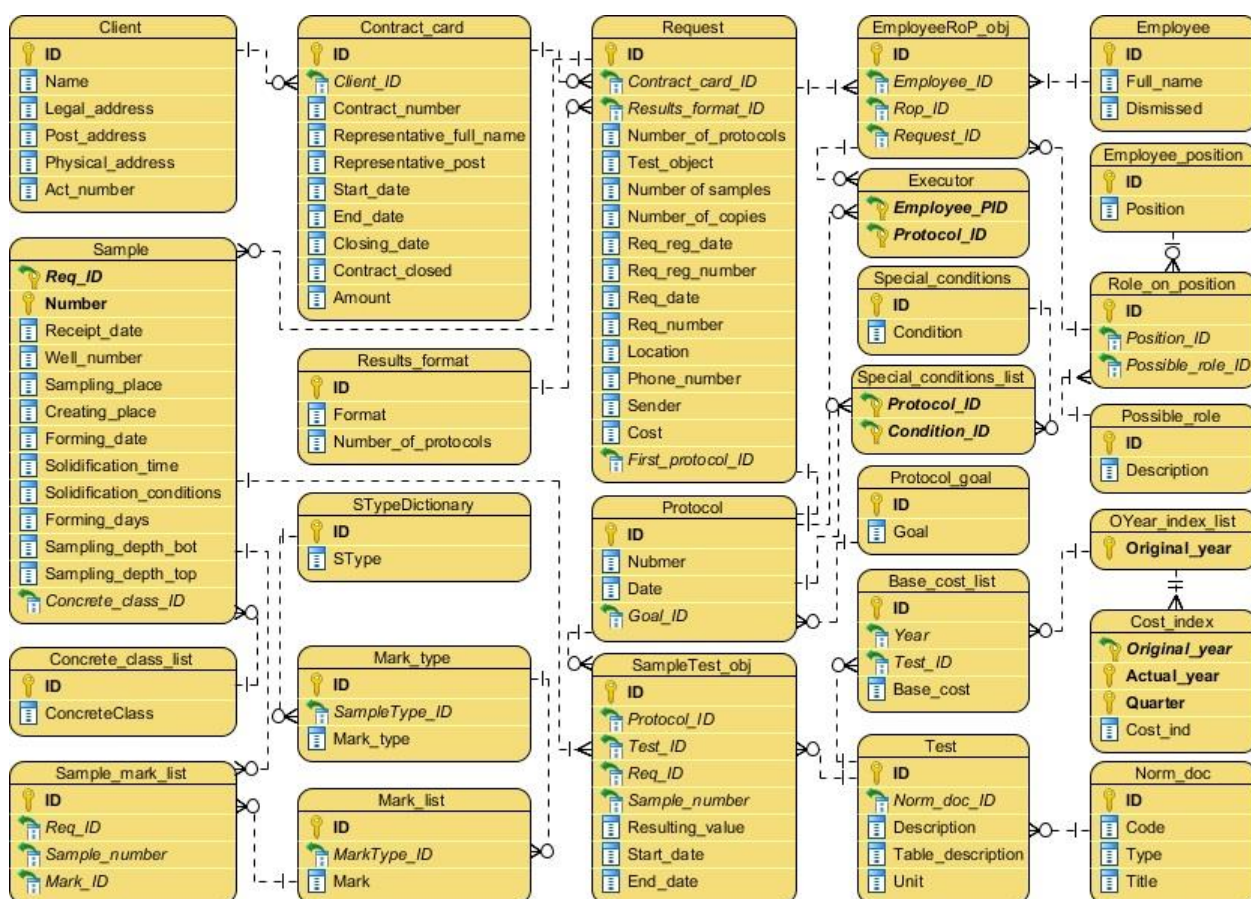 Client
ID
Name
Legal_address
Post_address
Physical_address
Act_number
Contract_card
ID
Client_ID
Contract_number
Representative_full_name
Representative_post
Start_date
End_date
Closing_date
Contract_closed
Amount
Request
ID
Contract_card_ID
Results_format_ID
Number_of_protocols
Test_object
Number of samples
Number_of_copies
Req_reg_date
Req_reg_number
Req_date
Req_number
Location
Phone_number
Sender
Cost
First_protocol_ID
EmployeeRoP_obj
ID
Employee_ID
Rop_ID
Request_ID
Employee
ID
Full_name
Dismissed
Employee_position
ID
Position
Executor
Employee_PID
Protocol_ID
Sample
Req_ID
Number
Receipt_date
Well_number
Sampling_place
Creating_place
Forming_date
Solidification_time
Solidification_conditions
Forming_days
Sampling_depth_bot
Sampling_depth_top
Concrete_class_ID
Results_format
ID
Format
Number_of_protocols
Special_conditions
ID
Condition
Role_on_position
ID
Position_ID
Possible_role_ID
Special_conditions_list
Protocol_ID
Condition_ID
Possible_role
ID
Description
STypeDictionary
ID
SType
Protocol
ID
Nubmer
Date
Goal_ID
Protocol_goal
ID
Goal
OYear_index_list
Original_year
Base_cost_list
ID
Year
Test_ID
Base_cost
Cost_index
Original_year
Actual_year
Quarter
Cost_ind
Concrete_class_list
ID
ConcreteClass
Mark_type
ID
SampleType_ID
Mark_type
SampleTest_obj
ID
Protocol_ID
Test_ID
Req_ID
Sample_number
Resulting_value
Start_date
End_date
Test
ID
Norm_doc_ID
Description
Table_description
Unit
Norm_doc
ID
Code
Type
Title
Sample_mark_list
ID
Req_ID
Sample_number
Mark_ID
Mark_list
ID
MarkType_ID
Mark